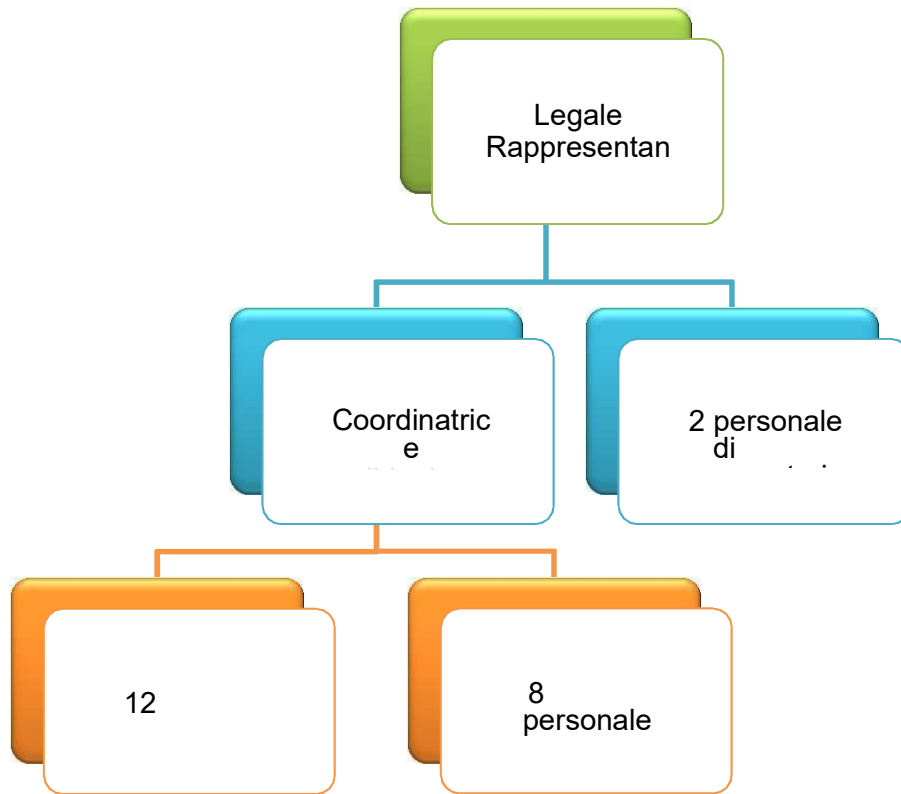 Legale
Rappresentan
Coordinatric
e
2 personale
di
12
8
personale